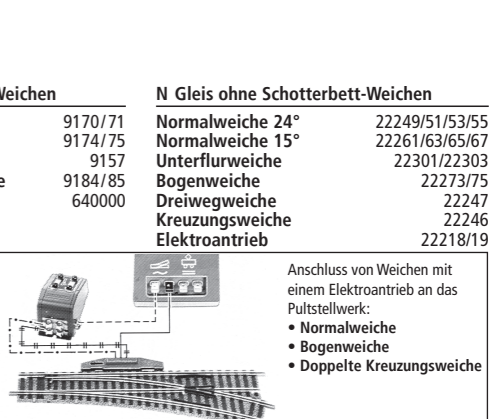 Weichen
9170/71
9174/75
9157
9184/85
640000
N Gleis ohne Schotterbett-Weichen
Normalweiche 24° 22249/51/53/55
Normalweiche 15° 22261/63/65/67
Unterflurweiche 22301/22303
Bogenweiche 22273/75
Dreiwegweiche 22247
Kreuzungsweiche 22246
Elektroantrieb 22218/19
Anschluss von Weichen mit
einem Elektroantrieb an das
Pultstellwerk:
• Normalweiche
• Bogenweiche
• Doppelte Kreuzungsweiche